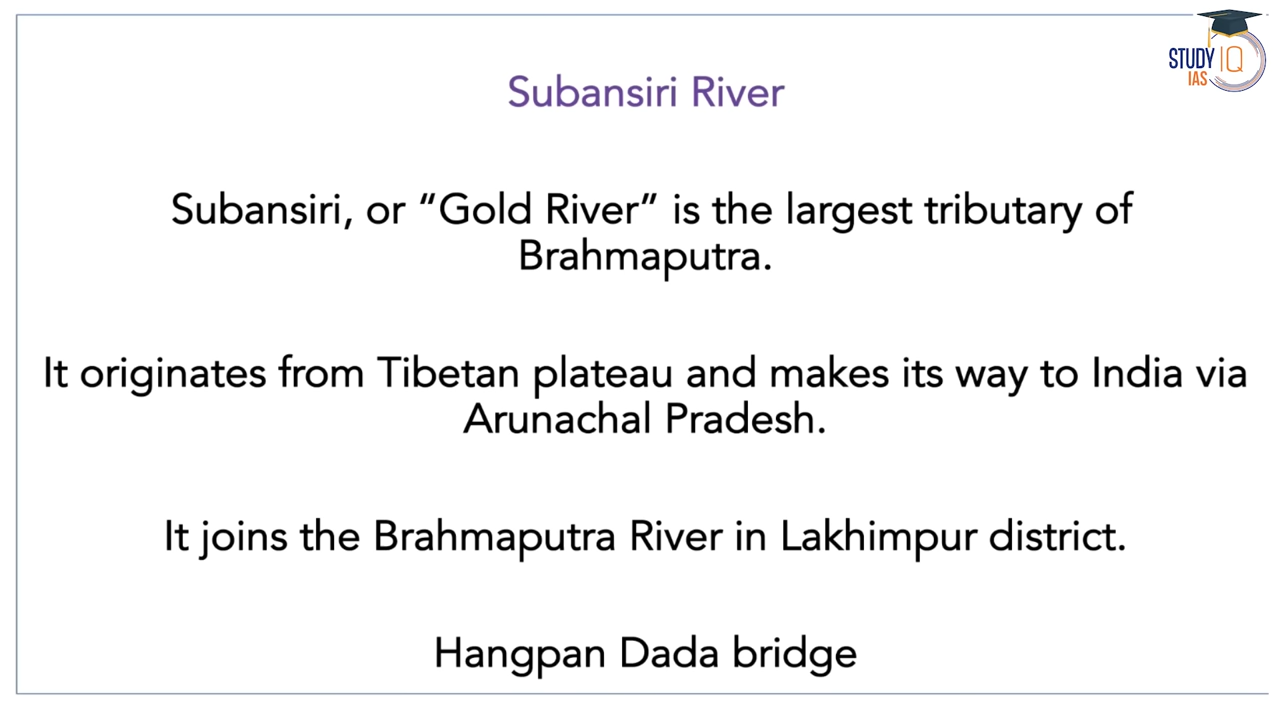 STUDY IQ
IAS
Subansiri River
Subansiri, or “Gold River” is the largest tributary of
Brahmaputra.
It originates from Tibetan plateau and makes its way to India via
Arunachal Pradesh.
It joins the Brahmaputra River in Lakhimpur district.
Hangpan Dada bridge